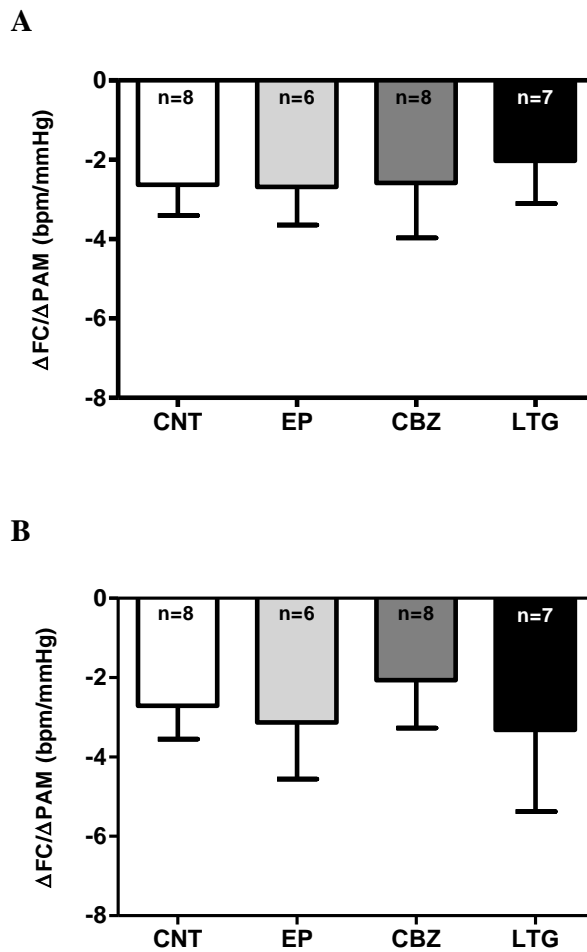 A
0
-2
-4
-6
-8
ΔFC/ΔPAM (bpm/mmHg)
n=8
n=6
n=8
n=7
CNT
EP
CBZ
LTG
B
0
-2
-4
-6
-8
ΔFC/ΔPAM (bpm/mmHg)
n=8
n=6
n=8
n=7
CNT
EP
CBZ
LTG